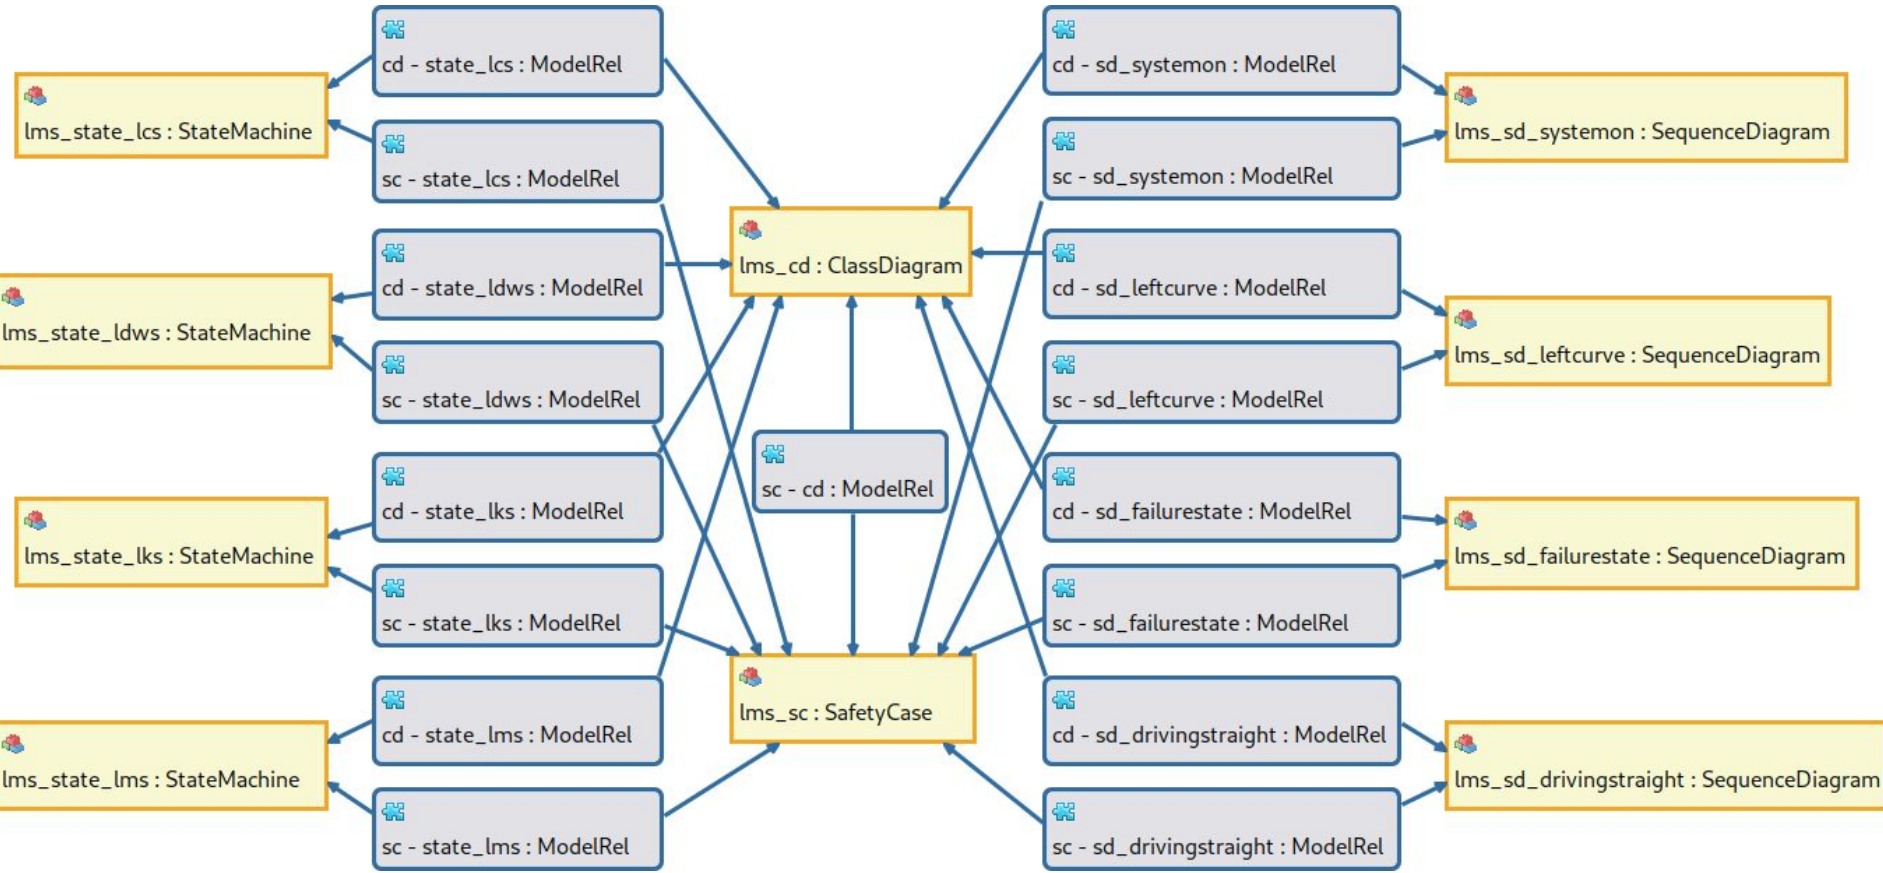 cd - state_lcs : ModelRel
cd - sd_systemon : ModelRel
lms_state_lcs : StateMachine
lms_sd_systemon : SequenceDiagram
sc - state_lcs : ModelRel
sc - sd_systemon : ModelRel
lms_cd : ClassDiagram
cd - state_ldws : ModelRel
cd - sd_leftcurve : ModelRel
lms_state_ldws : StateMachine
lms_sd_leftcurve : SequenceDiagram
sc - state_ldws : ModelRel
sc - sd_leftcurve : ModelRel
sc - cd : ModelRel
cd - state_lks : ModelRel
cd - sd_failurestate : ModelRel
lms_state_lks : StateMachine
lms_sd_failurestate : SequenceDiagram
sc - state_lks : ModelRel
sc - sd_failurestate : ModelRel
lms_sc : SafetyCase
cd - state_lms : ModelRel
cd - sd_drivingstraight : ModelRel
lms_state_lms : StateMachine
lms_sd_drivingstraight : SequenceDiagram
sc - state_lms : ModelRel
sc - sd_drivingstraight : ModelRel